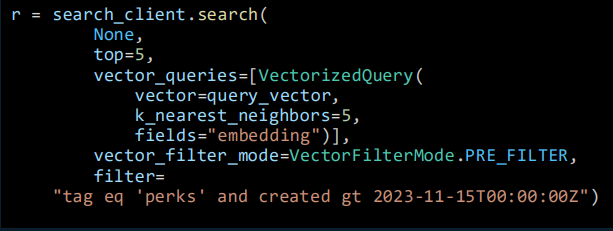 r = search_client.search(
        None,
        top=5,
        vector_queries=[VectorizedQuery(
            vector=query_vector,
            k_nearest_neighbors=5,
            fields="embedding")],
        vector_filter_mode=VectorFilterMode.PRE_FILTER,
        filter=
    "tag eq 'perks' and created gt 2023-11-15T00:00:00Z")